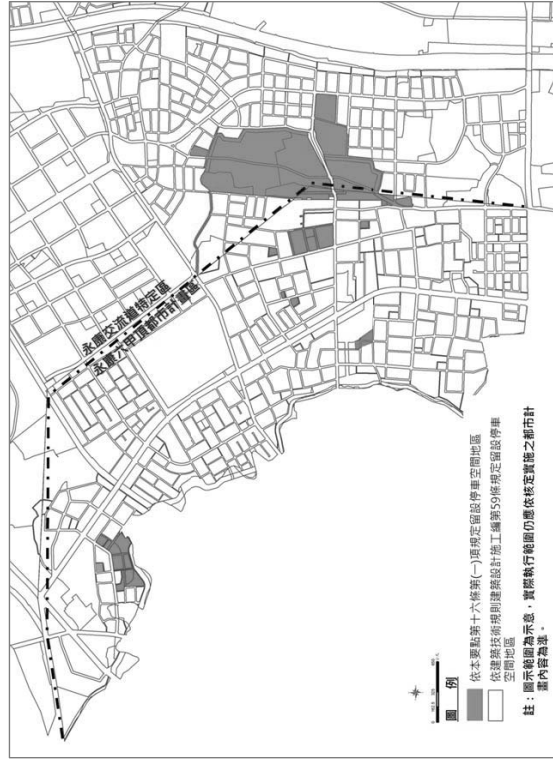 永康交流道特定區
永康六甲頂都市計畫區
圖 例
依本要點第十六條第(一)項規定留設停車空間地區
依建築技術規則建築設計施工編第59條規定留設停車
空間地區
註：圖示範圍為示意，實際執行範圍仍應依核定實施之都市計
畫內容為準。